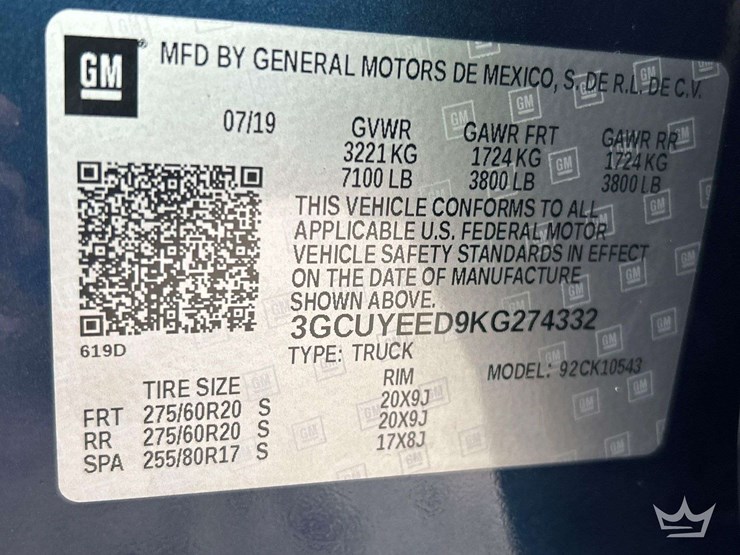 GM
MFD BY GENERAL MOTORS DE MEXICO, S. DE R.L. DE C.V.
07/19
GVWR GAWR FRT GAWR RR
3221 KG 1724 KG 1724 KG
7100 LB 3800 LB 3800 LB
THIS VEHICLE CONFORMS TO ALL
APPLICABLE U.S. FEDERAL MOTOR
VEHICLE SAFETY STANDARDS IN EFFECT
ON THE DATE OF MANUFACTURE
SHOWN ABOVE.
3GCUYEED9KG274332
619D
TYPE: TRUCK MODEL: 92CK10543
TIRE SIZE RIM
FRT 275/60R20 S 20X9J
RR 275/60R20 S 20X9J
SPA 255/80R17 S 17X8J